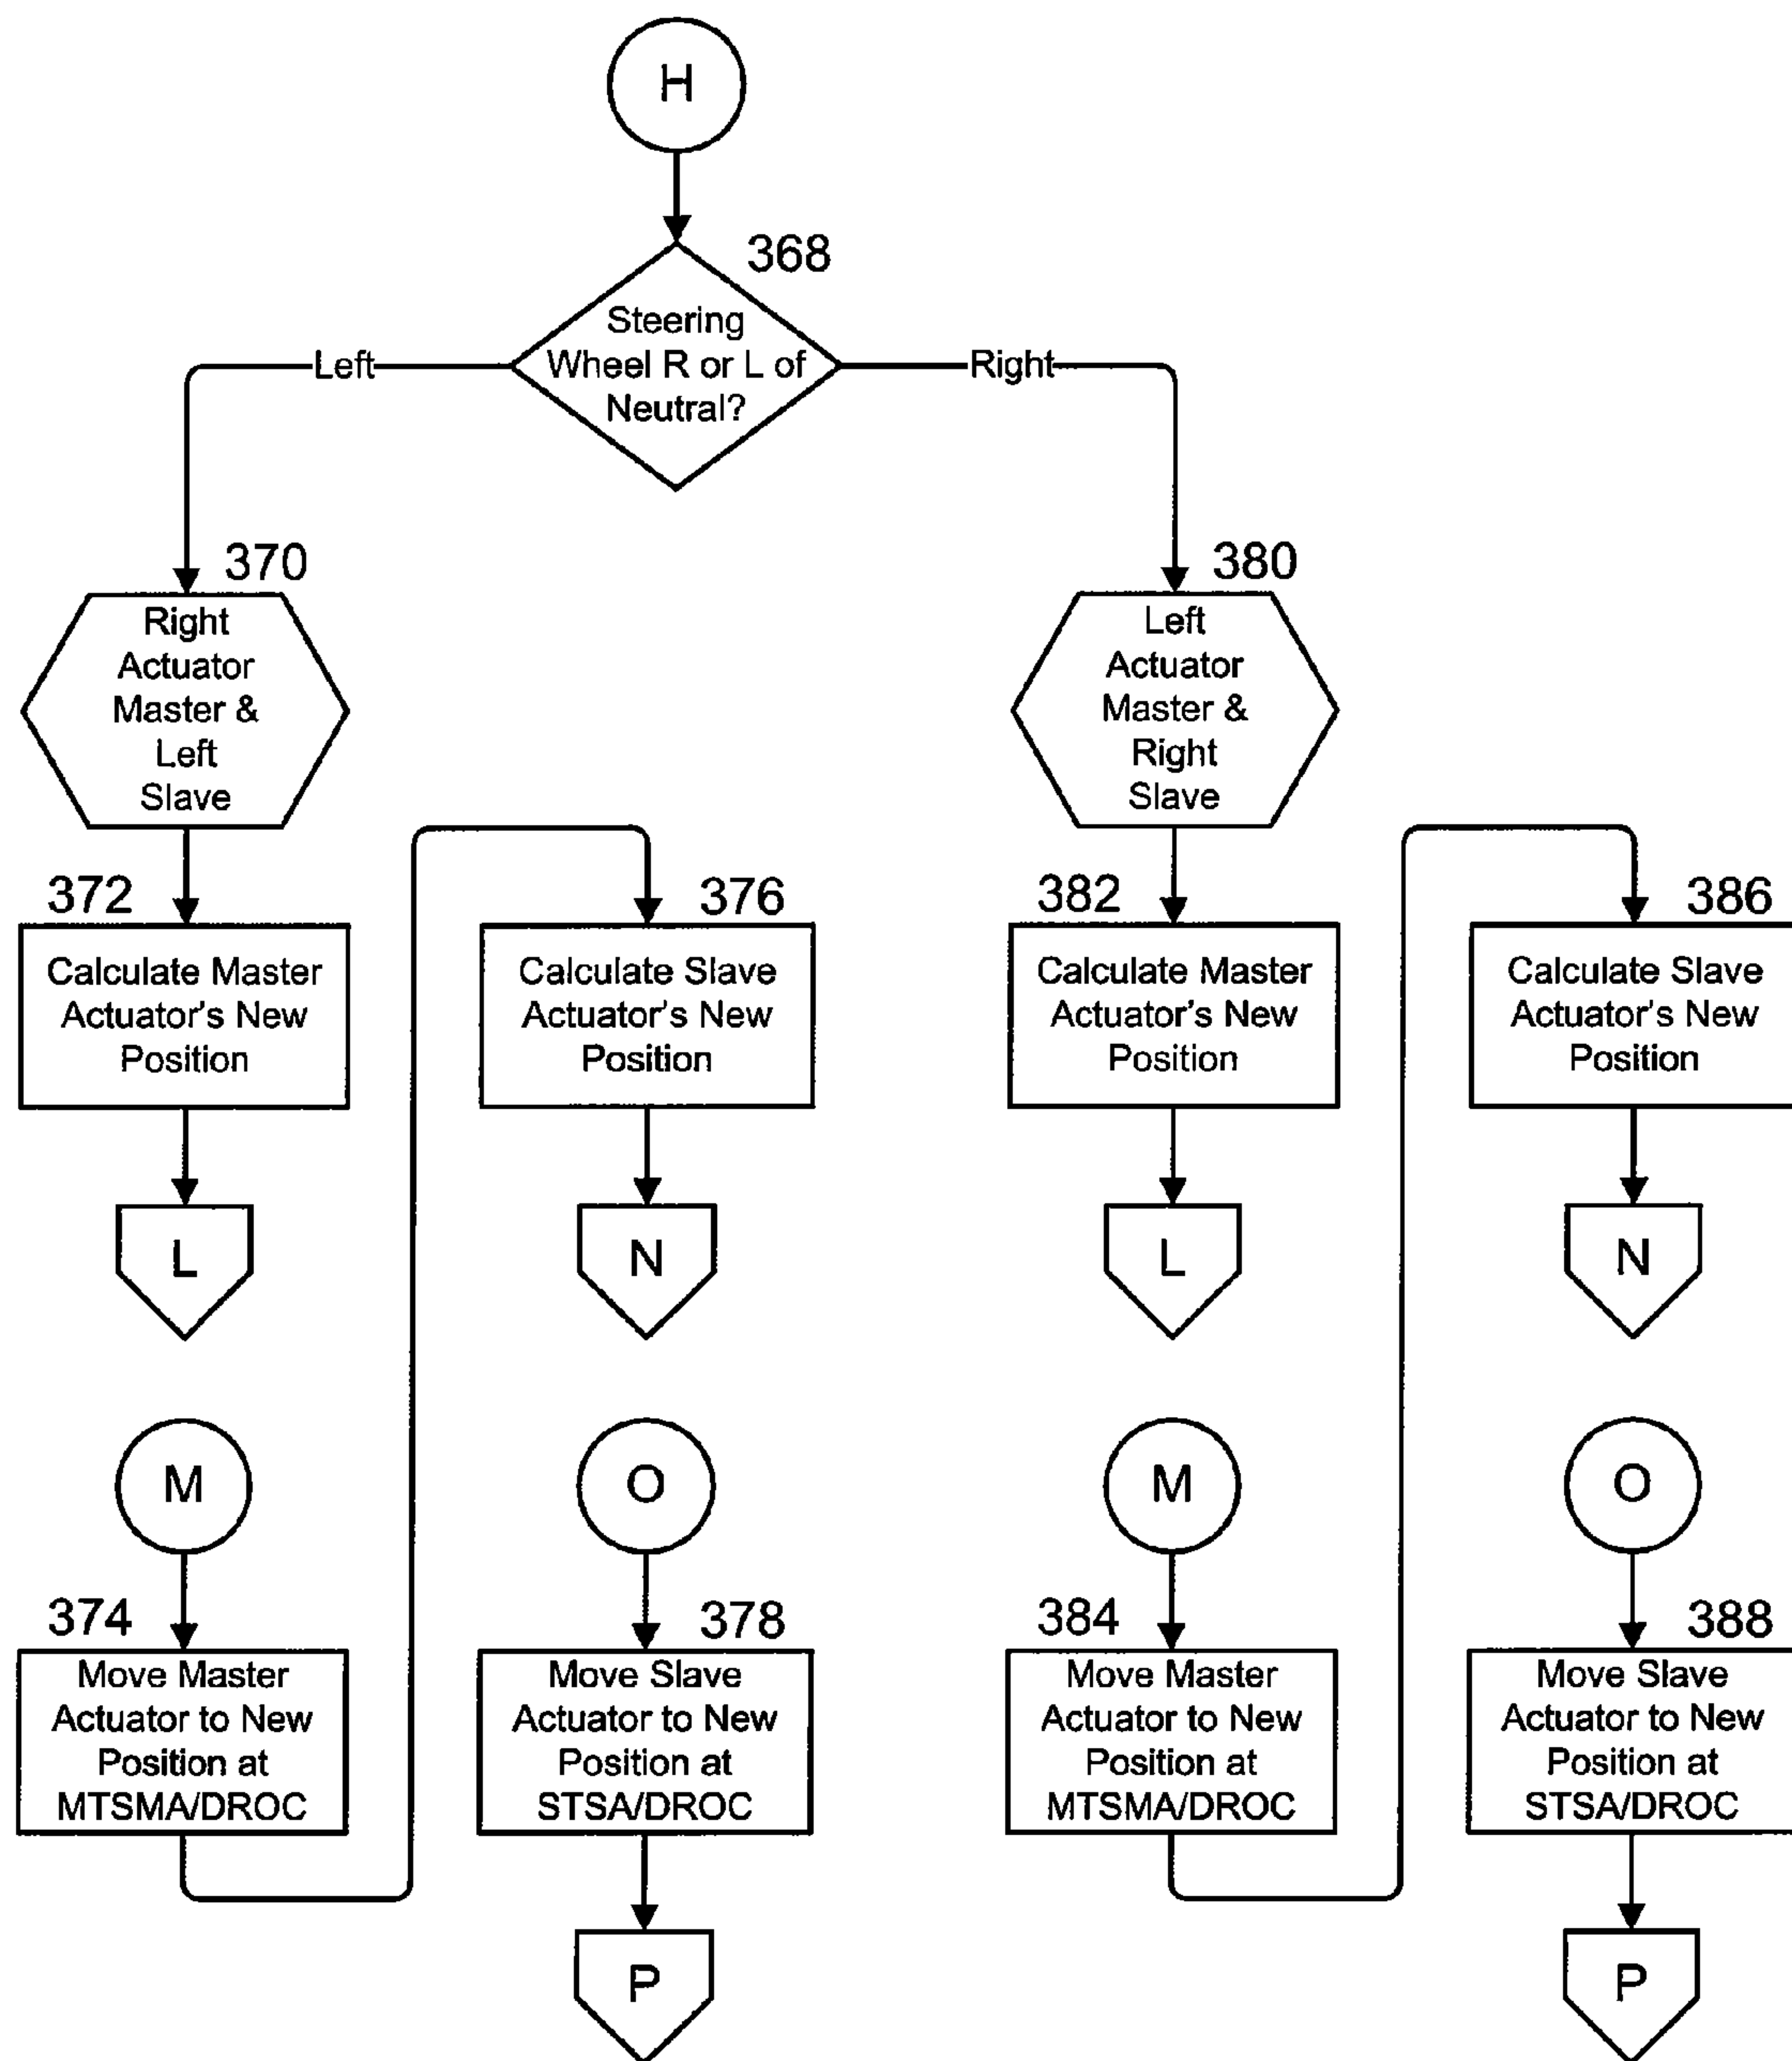 H
368
Steering
Wheel R or L of
Neutral?
Left
Right
370
Right
Actuator
Master &
Left
Slave
380
Left
Actuator
Master &
Right
Slave
372
Calculate Master
Actuator's New
Position
376
Calculate Slave
Actuator's New
Position
382
Calculate Master
Actuator's New
Position
386
Calculate Slave
Actuator's New
Position
L
N
L
N
M
O
M
O
374
Move Master
Actuator to New
Position at
MTSMA/DROC
378
Move Slave
Actuator to New
Position at
STSA/DROC
384
Move Master
Actuator to New
Position at
MTSMA/DROC
388
Move Slave
Actuator to New
Position at
STSA/DROC
P
P